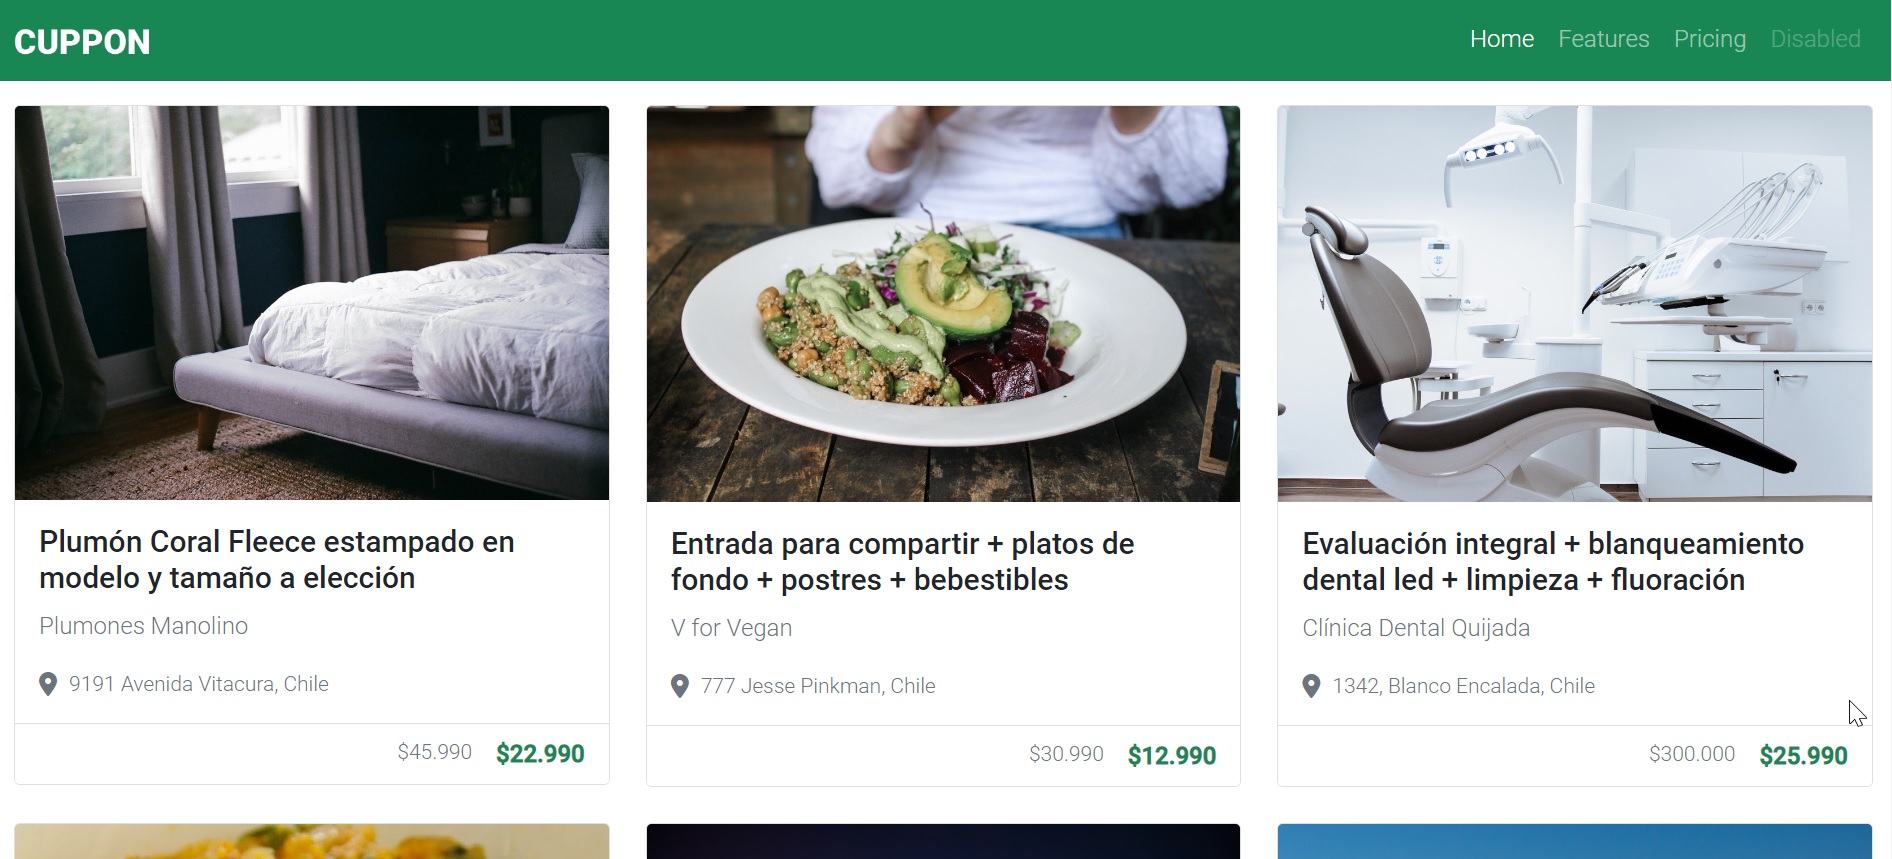 CUPPON
Home Features Pricing Disabled
Plumón Coral Fleece estampado en
modelo y tamaño a elección
Plumones Manolino
9191 Avenida Vitacura, Chile
$45.990 $22.990
Entrada para compartir + platos de
fondo + postres + bebestibles
V for Vegan
777 Jesse Pinkman, Chile
$30.990 $12.990
Evaluación integral + blanqueamiento
dental led + limpieza + fluoración
Clínica Dental Quijada
1342, Blanco Encalada, Chile
$300.000 $25.990